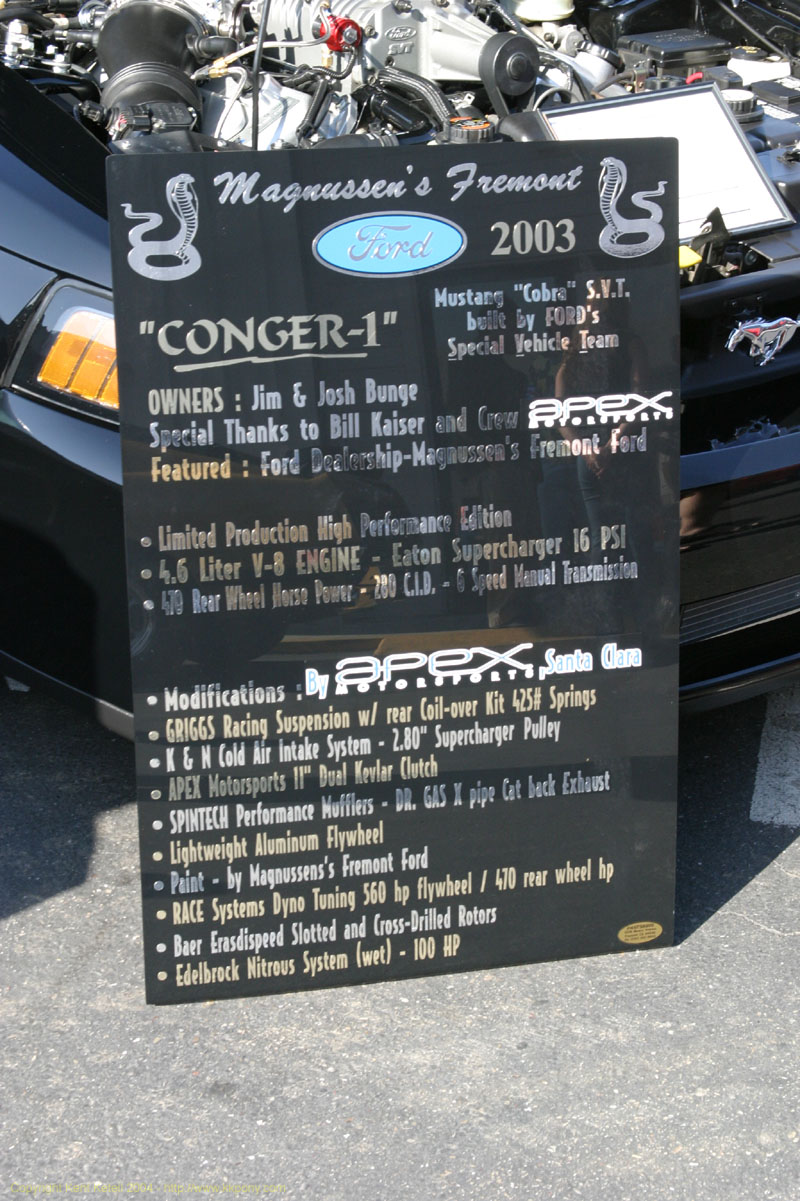 Ford
SVT
Magnussen's Fremont
Ford 2003
"CONGER-1"
Mustang "Cobra" S.V.T.
built by FORD's
Special Vehicle Team
OWNERS : Jim & Josh Bunge
Special Thanks to Bill Kaiser and Crew APEX MOTORSPORTS
Featured : Ford Dealership-Magnussen's Fremont Ford
• Limited Production High Performance Edition
• 4.6 Liter V-8 ENGINE - Eaton Supercharger 16 PSI
• 470 Rear Wheel Horse Power - 280 C.I.D. - 6 Speed Manual Transmission
• Modifications : By APEX MOTORSPORTS, Santa Clara
• GRIGGS Racing Suspension w/ rear Coil-over Kit 425# Springs
• K & N Cold Air Intake System - 2.80" Supercharger Pulley
• APEX Motorsports 11" Dual Kevlar Clutch
• SPINTECH Performance Mufflers - DR. GAS X pipe Cat back Exhaust
• Lightweight Aluminum Flywheel
• Paint - by Magnussens's Fremont Ford
• RACE Systems Dyno Tuning 560 hp flywheel / 470 rear wheel hp
• Baer Erasdispeed Slotted and Cross-Drilled Rotors
• Edelbrock Nitrous System (wet) - 100 HP